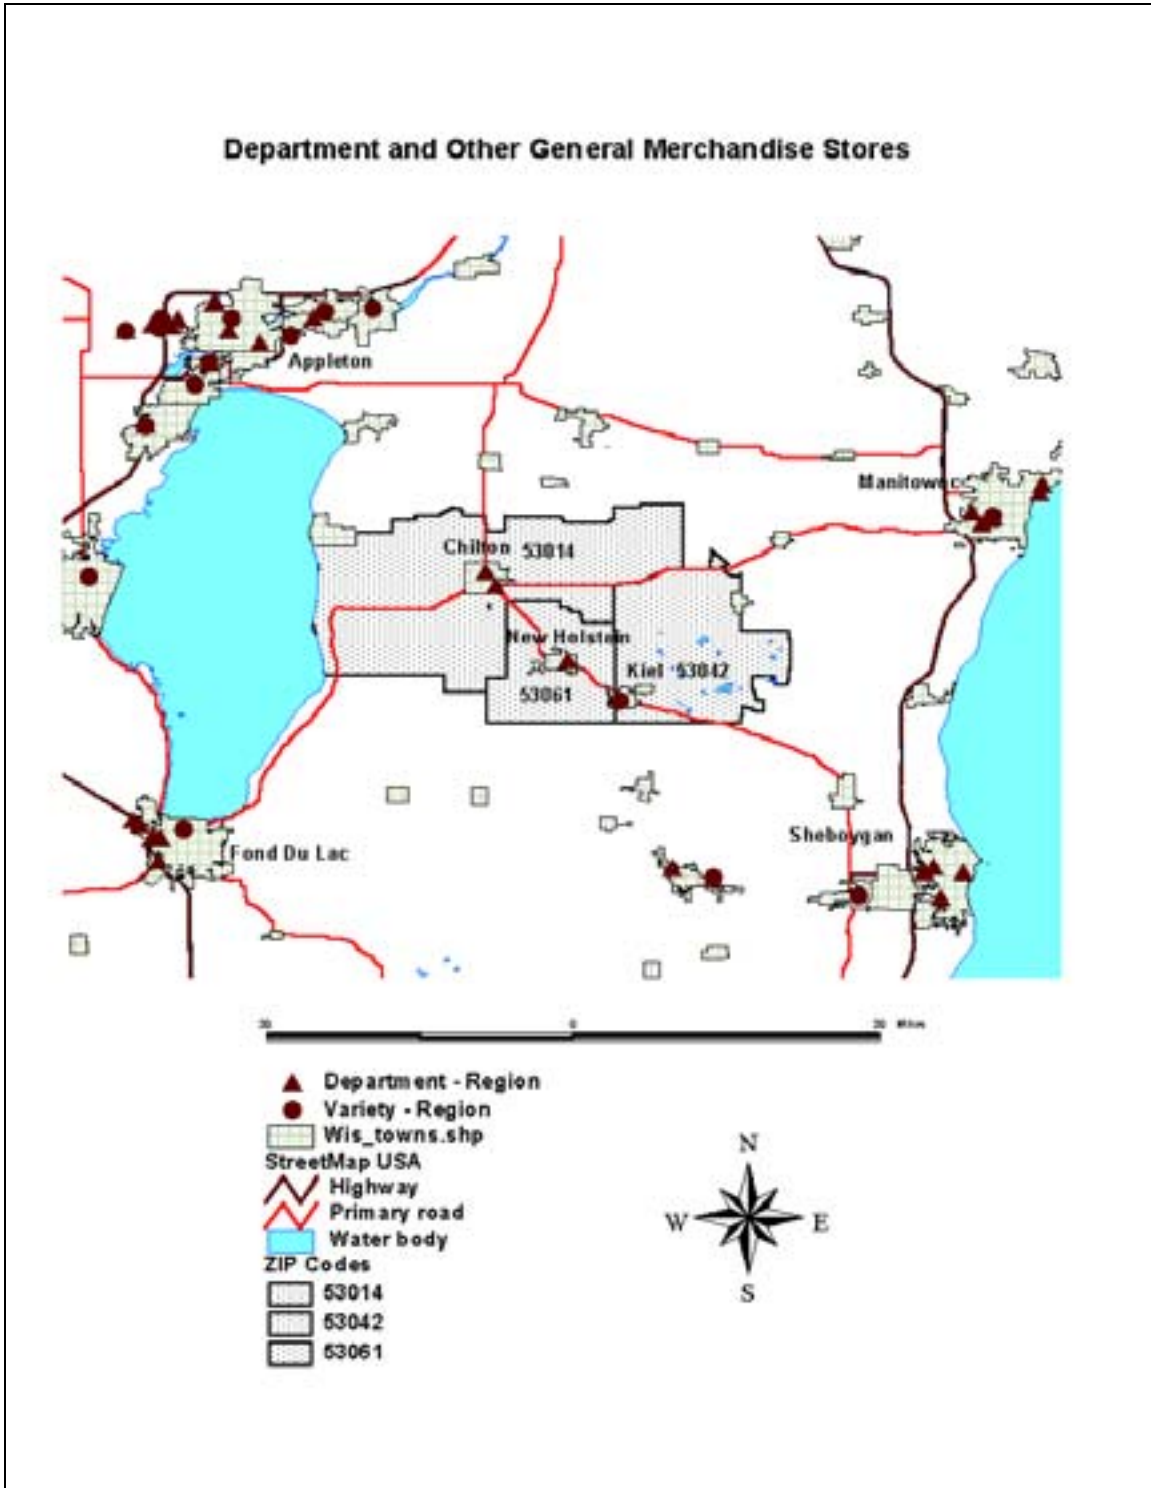 Department and Other General Merchandise Stores
Appleton
Manitowoc
Chilton 53014
New Holstein
Kiel 53042
53061
Sheboygan
Fond Du Lac
0
Department - Region
Variety - Region
Wis_towns.shp
StreetMap USA
Highway
Primary road
Water body
ZIP Codes
53014
53042
53061
N
W E
S